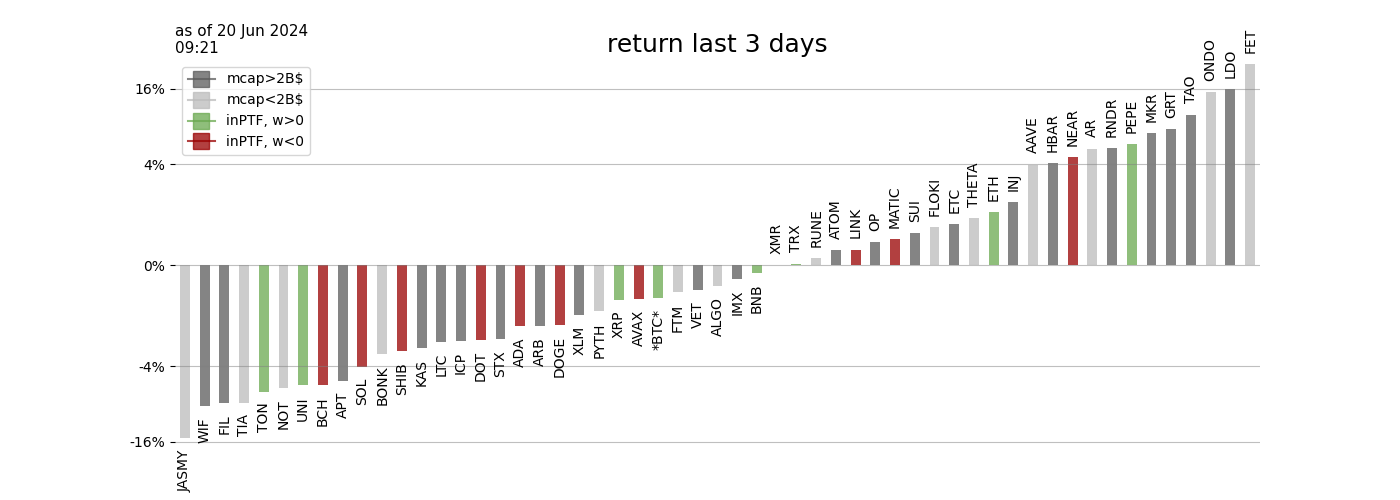 as of 20 Jun 2024
09:21
return last 3 days
mcap>2B$
mcap<2B$
inPTF, w>0
inPTF, w<0
16%
4%
0%
-4%
-16%
JASMY
WIF
FIL
TIA
TON
NOT
UNI
BCH
APT
SOL
BONK
SHIB
KAS
LTC
ICP
DOT
STX
ADA
ARB
DOGE
XLM
PYTH
XRP
AVAX
*BTC*
FTM
VET
ALGO
IMX
BNB
XMR
TRX
RUNE
ATOM
LINK
OP
MATIC
SUI
FLOKI
ETC
THETA
ETH
INJ
AAVE
HBAR
NEAR
AR
RNDR
PEPE
MKR
GRT
TAO
ONDO
LDO
FET